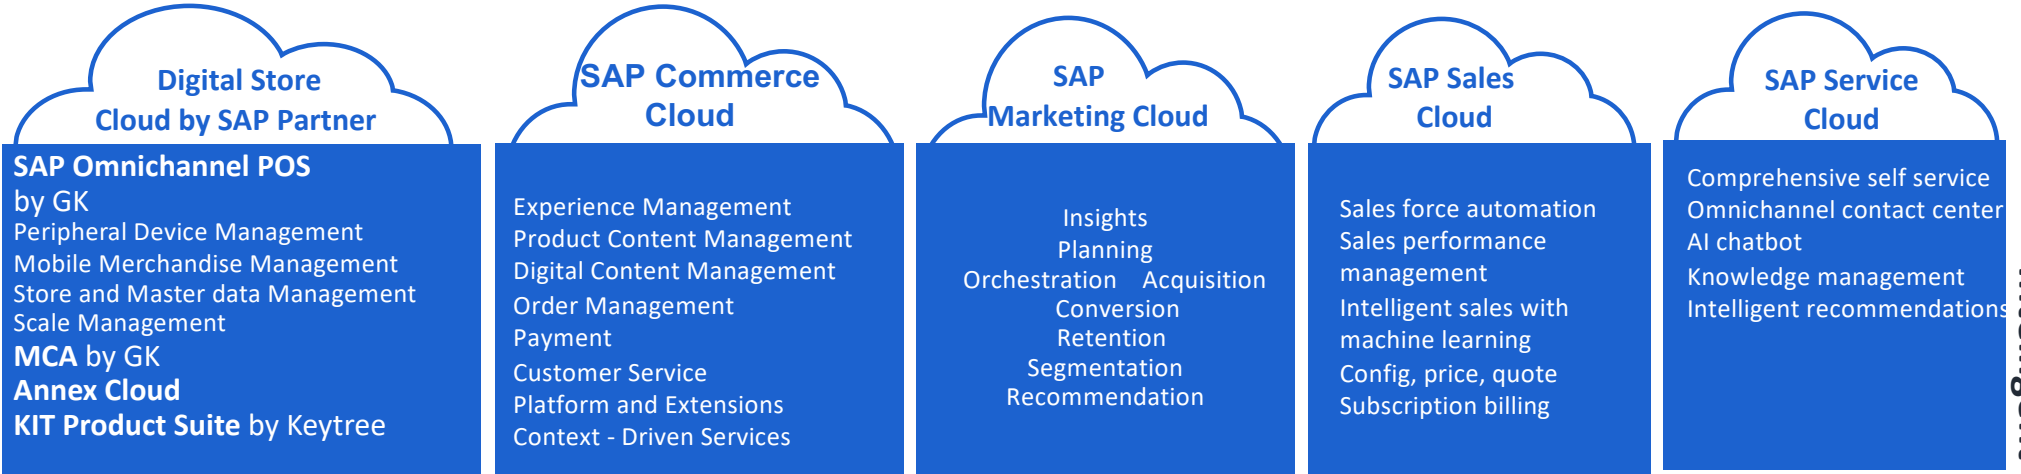 Digital Store
Cloud by SAP Partner
SAP Omnichannel POS
by GK
Peripheral Device Management
Mobile Merchandise Management
Store and Master data Management
Scale Management
MCA by GK
Annex Cloud
KIT Product Suite by Keytree
SAP Commerce
Cloud
Experience Management
Product Content Management
Digital Content Management
Order Management
Payment
Customer Service
Platform and Extensions
Context - Driven Services
SAP
Marketing Cloud
Insights
Planning
Orchestration Acquisition
Conversion
Retention
Segmentation
Recommendation
SAP Sales
Cloud
Sales force automation
Sales performance
management
Intelligent sales with
machine learning
Config, price, quote
Subscription billing
SAP Service
Cloud
Comprehensive self service
Omnichannel contact center
AI chatbot
Knowledge management
Intelligent recommendations